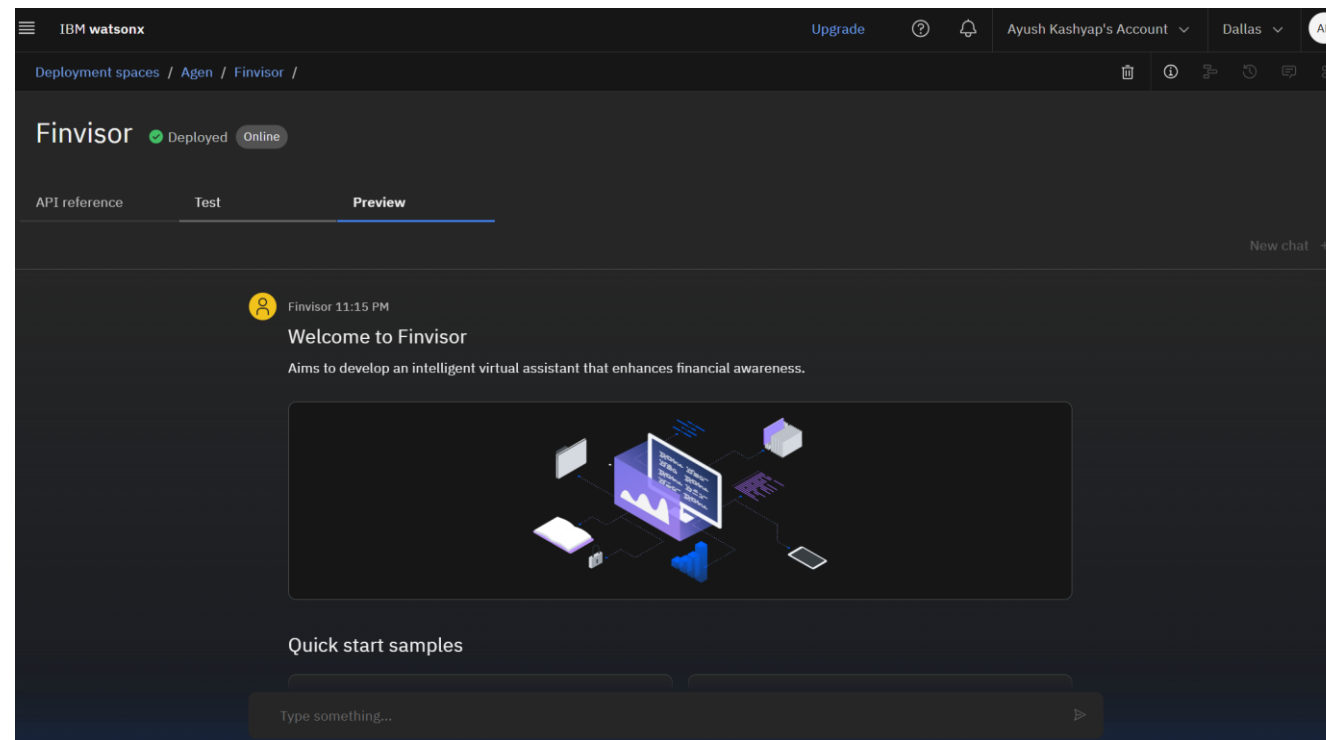 IBM watsonx Upgrade Ayush Kashyap's Account Dallas
Deployment spaces / Agen / Finvisor /
Finvisor Deployed Online
API reference Test Preview
New chat +
Finvisor 11:15 PM
Welcome to Finvisor
Aims to develop an intelligent virtual assistant that enhances financial awareness.
Quick start samples
Type something...